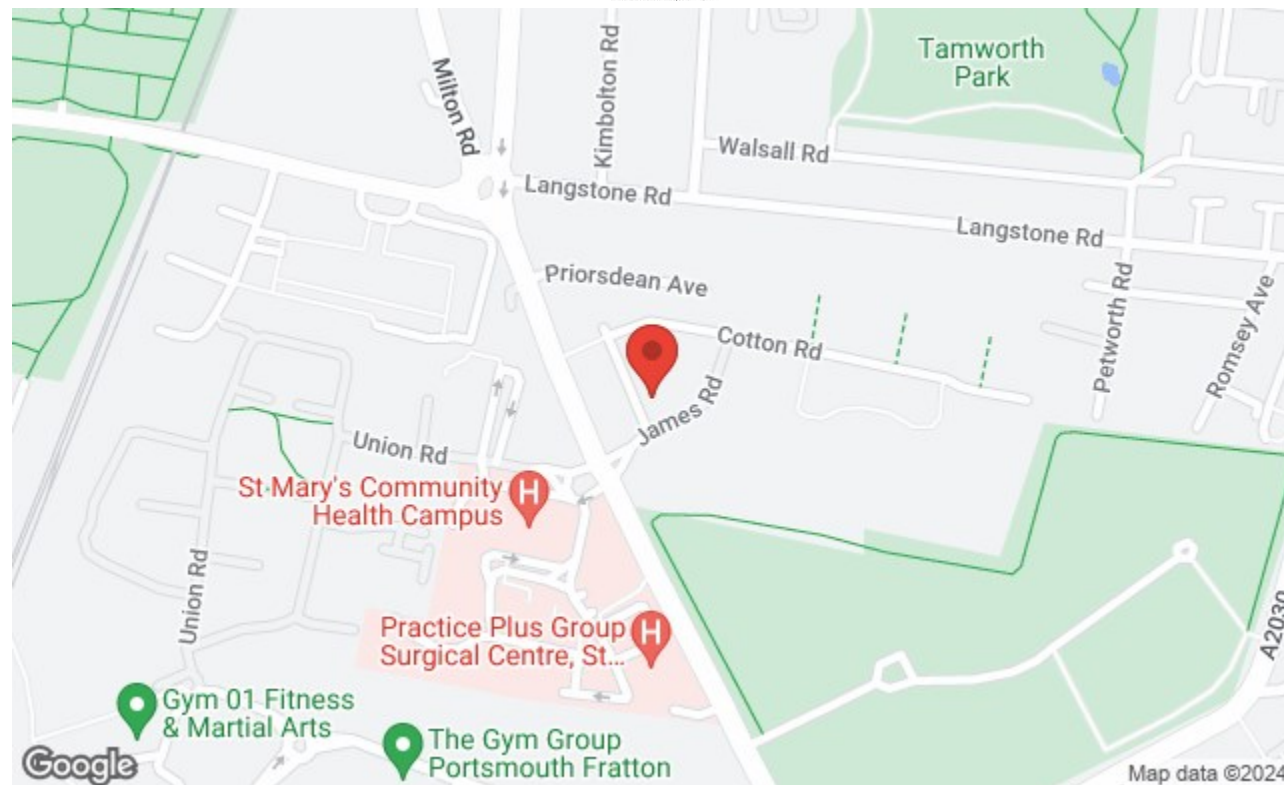 Tamworth
Park
Milton Rd
Kimbolton Rd
Walsall Rd
Langstone Rd
Langstone Rd
Priorsdean Ave
Petworth Rd
Romsey Ave
Cotton Rd
James Rd
Union Rd
St Mary's Community
Health Campus
H
Union Rd
Practice Plus Group
Surgical Centre, St...
H
A2030
Gym 01 Fitness
& Martial Arts
The Gym Group
Portsmouth Fratton
Google
Map data ©2024